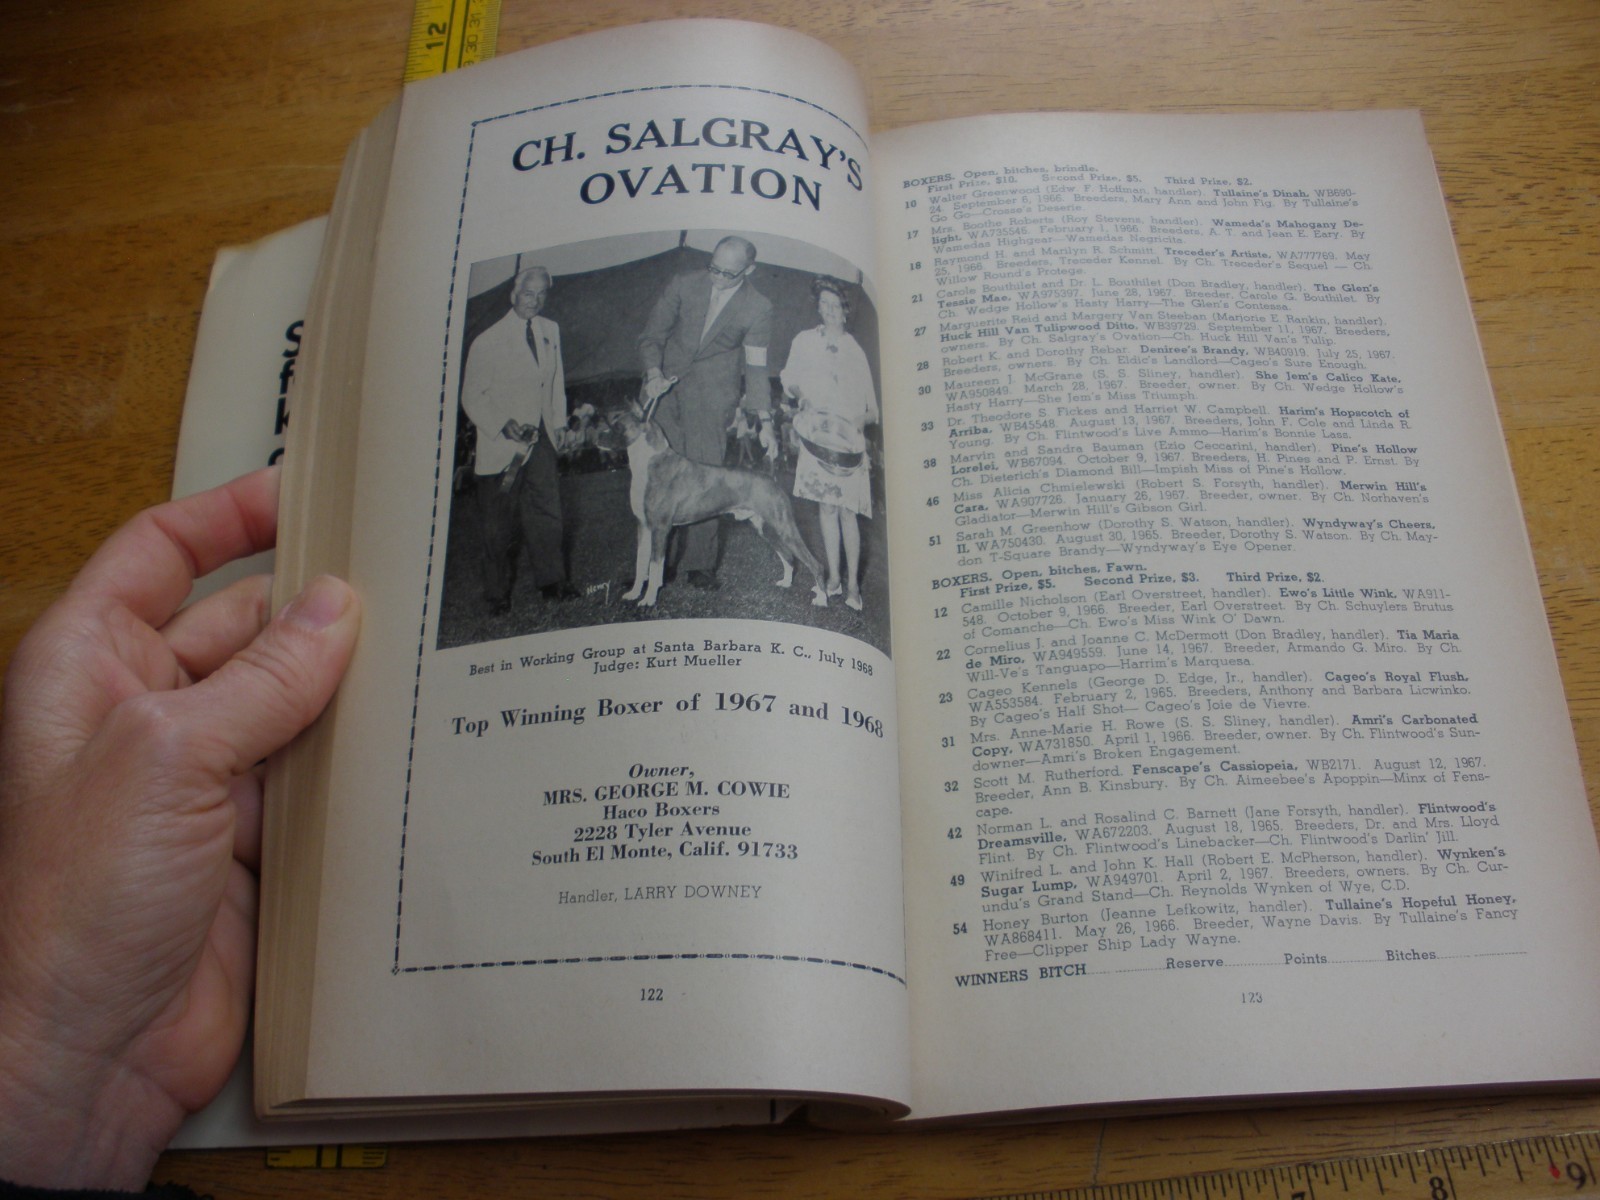 12
30
31
S
CH. SALGRAY'S
OVATION
Henry
Best in Working Group at Santa Barbara K. C., July 1968
Judge: Kurt Mueller
Top Winning Boxer of 1967 and 1968
Owner,
MRS. GEORGE M. COWIE
Haco Boxers
2228 Tyler Avenue
South El Monte, Calif. 91733
Handler, LARRY DOWNEY
122
BOXERS. Open, bitches, brindle.
First Prize, $10. Second Prize, $5. Third Prize, $2.
10 Walter Greenwood (Edw. F. Hoffman, handler). Tullaine's Dinah, WB690-
24. September 6, 1966. Breeders, Mary Ann and John Fig. By Tullaine's
Go Go—Crosse's Deserie.
17 Mrs. Boothe Roberts (Roy Stevens, handler). Wameda's Mahogany De-
light, WA735546. February 1, 1966. Breeders, A. T. and Jean E. Eary. By
Wamedas Highgear—Wamedas Negricita.
18 Raymond H. and Marilyn R. Schmitt. Treceder's Artiste, WA777769. May
25, 1966. Breeders, Treceder Kennel. By Ch. Treceder's Sequel — Ch.
Willow Round's Protege.
21 Carole Bouthilet and Dr. L. Bouthilet (Don Bradley, handler). The Glen's
Tessie Mae, WA975397. June 28, 1967. Breeder, Carole G. Bouthilet. By
Ch. Wedge Hollow's Hasty Harry—The Glen's Contessa.
27 Marguerite Reid and Margery Van Steeban (Marjorie E. Rankin, handler).
Huck Hill Van Tulipwood Ditto, WB39729. September 11, 1967. Breeders,
owners. By Ch. Salgray's Ovation—Ch. Huck Hill Van's Tulip.
28 Robert K. and Dorothy Rebar. Deniree's Brandy, WB40919. July 25, 1967.
Breeders, owners. By Ch. Eldic's Landlord—Cageo's Sure Enough.
30 Maureen J. McGrane (S. S. Sliney, handler). She Jem's Calico Kate,
WA950849. March 28, 1967. Breeder, owner. By Ch. Wedge Hollow's
Hasty Harry—She Jem's Miss Triumph.
33 Dr. Theodore S. Fickes and Harriet W. Campbell. Harim's Hopscotch of
Arriba, WB45548. August 13, 1967. Breeders, John F. Cole and Linda R.
Young. By Ch. Flintwood's Live Ammo—Harim's Bonnie Lass.
38 Marvin and Sandra Bauman (Ezio Ceccarini, handler). Pine's Hollow
Lorelei, WB67094. October 9, 1967. Breeders, H. Pines and P. Ernst. By
Ch. Dieterich's Diamond Bill—Impish Miss of Pine's Hollow.
46 Miss Alicia Chmielewski (Robert S. Forsyth, handler). Merwin Hill's
Cara, WA907726. January 26, 1967. Breeder, owner. By Ch. Norhaven's
Gladiator—Merwin Hill's Gibson Girl.
51 Sarah M. Greenhow (Dorothy S. Watson, handler). Wyndyway's Cheers,
II, WA750430. August 30, 1965. Breeder, Dorothy S. Watson. By Ch. May-
don T-Square Brandy—Wyndyway's Eye Opener.
BOXERS. Open, bitches, Fawn.
First Prize, $5. Second Prize, $3. Third Prize, $2.
12 Camille Nicholson (Earl Overstreet, handler). Ewo's Little Wink, WA911-
548. October 9, 1966. Breeder, Earl Overstreet. By Ch. Schuylers Brutus
of Comanche—Ch. Ewo's Miss Wink O' Dawn.
22 Cornelius J. and Joanne C. McDermott (Don Bradley, handler). Tia Maria
de Miro, WA949559. June 14, 1967. Breeder, Armando G. Miro. By Ch.
Will-Ve's Tanguapo—Harrim's Marquesa.
23 Cageo Kennels (George D. Edge, Jr., handler). Cageo's Royal Flush,
WA553584. February 2, 1965. Breeders, Anthony and Barbara Licwinko.
By Cageo's Half Shot— Cageo's Joie de Vievre.
31 Mrs. Anne-Marie H. Rowe (S. S. Sliney, handler). Amri's Carbonated
Copy, WA731850. April 1, 1966. Breeder, owner. By Ch. Flintwood's Sun-
downer—Amri's Broken Engagement.
32 Scott M. Rutherford. Fenscape's Cassiopeia, WB2171. August 12, 1967.
Breeder, Ann B. Kinsbury. By Ch. Aimeebee's Apoppin—Minx of Fens-
cape.
42 Norman L. and Rosalind C. Barnett (Jane Forsyth, handler). Flintwood's
Dreamsville, WA672203. August 18, 1965. Breeders, Dr. and Mrs. Lloyd
Flint. By Ch. Flintwood's Linebacker—Ch. Flintwood's Darlin' Jill.
49 Winifred L. and John K. Hall (Robert E. McPherson, handler). Wynken's
Sugar Lump, WA949701. April 2, 1967. Breeders, owners. By Ch. Cur-
undu's Grand Stand—Ch. Reynolds Wynken of Wye, C.D.
54 Honey Burton (Jeanne Lefkowitz, handler). Tullaine's Hopeful Honey,
WA868411. May 26, 1966. Breeder, Wayne Davis. By Tullaine's Fancy
Free—Clipper Ship Lady Wayne.
WINNERS BITCH........Reserve........Points........Bitches........
123
7
8
9